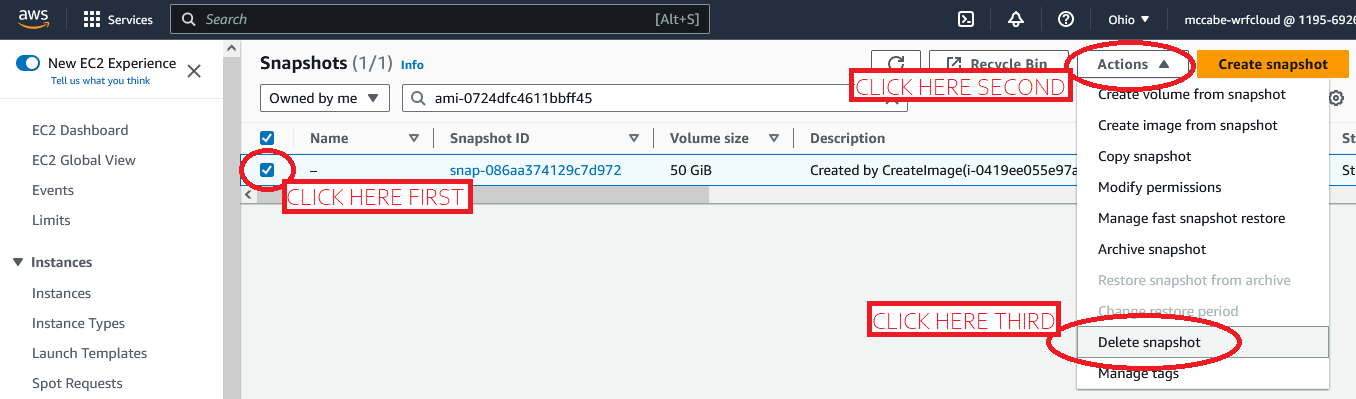 aws Services Search [Alt+S] Ohio mccabe-wrfcloud @ 1195-6926
New EC2 Experience
Tell us what you think
EC2 Dashboard
EC2 Global View
Events
Limits
Instances
Instances
Instance Types
Launch Templates
Spot Requests
Snapshots (1/1) Info
Recycle Bin
Actions
Create snapshot
CLICK HERE SECOND
Owned by me
ami-0724dfc4611bbff45
Name Snapshot ID Volume size Description St
– snap-086aa374129c7d972 50 GiB Created by CreateImage(i-0419ee055e97a St
CLICK HERE FIRST
Create volume from snapshot
Create image from snapshot
Copy snapshot
Modify permissions
Manage fast snapshot restore
Archive snapshot
Restore snapshot from archive
Change restore period
CLICK HERE THIRD
Delete snapshot
Manage tags